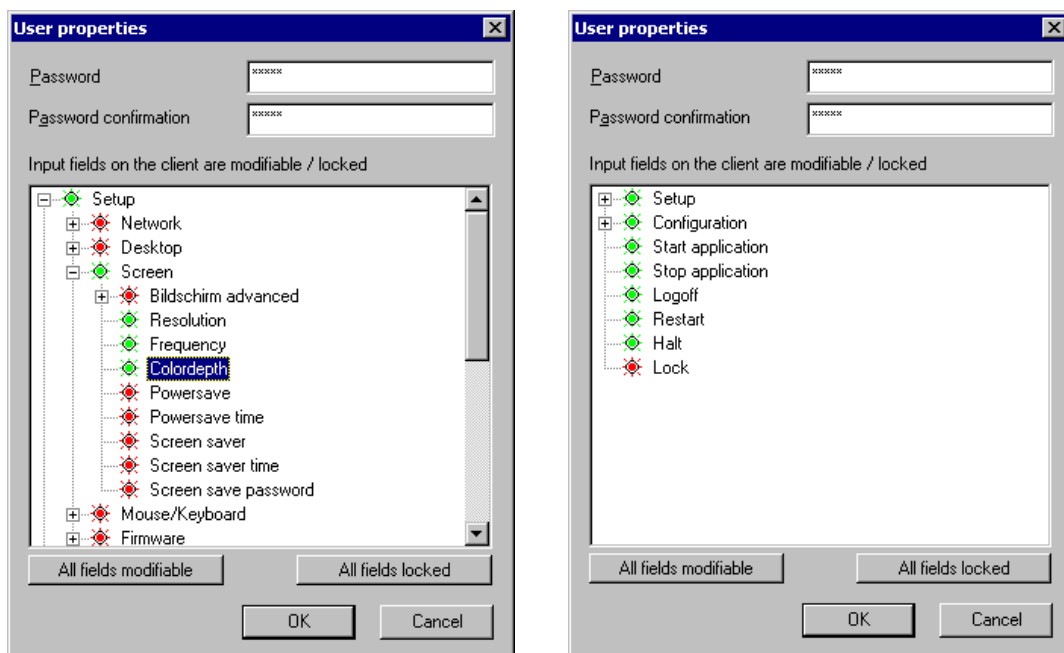 User properties
Password
*****
Password confirmation
*****
Input fields on the client are modifiable / locked
Setup
Network
Desktop
Screen
Bildschirm advanced
Resolution
Frequency
Colordepth
Powersave
Powersave time
Screen saver
Screen saver time
Screen save password
Mouse/Keyboard
Firmware
All fields modifiable
All fields locked
OK
Cancel
User properties
Password
*****
Password confirmation
*****
Input fields on the client are modifiable / locked
Setup
Configuration
Start application
Stop application
Logoff
Restart
Halt
Lock
All fields modifiable
All fields locked
OK
Cancel